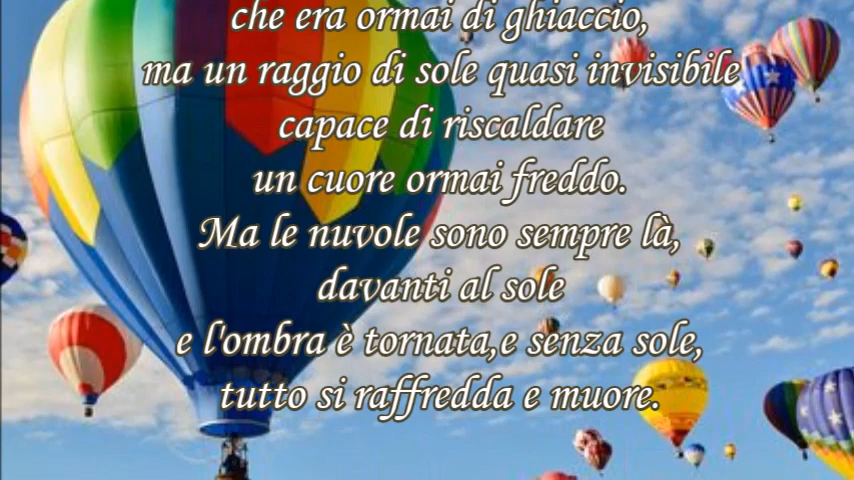 che era ormai di ghiaccio,
ma un raggio di sole quasi invisibile
capace di riscaldare
un cuore ormai freddo.
Ma le nuvole sono sempre là,
davanti al sole
e l'ombra è tornata,e senza sole,
tutto si raffredda e muore.